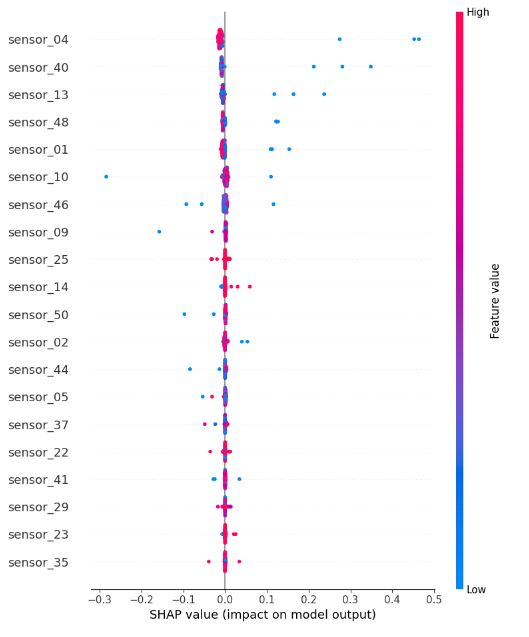 High
sensor_04
sensor_40
sensor_13
sensor_48
sensor_01
sensor_10
sensor_46
sensor_09
sensor_25
sensor_14
sensor_50
sensor_02
sensor_44
sensor_05
sensor_37
sensor_22
sensor_41
sensor_29
sensor_23
sensor_35
Feature value
Low
−0.3 −0.2 −0.1 0.0 0.1 0.2 0.3 0.4 0.5
SHAP value (impact on model output)